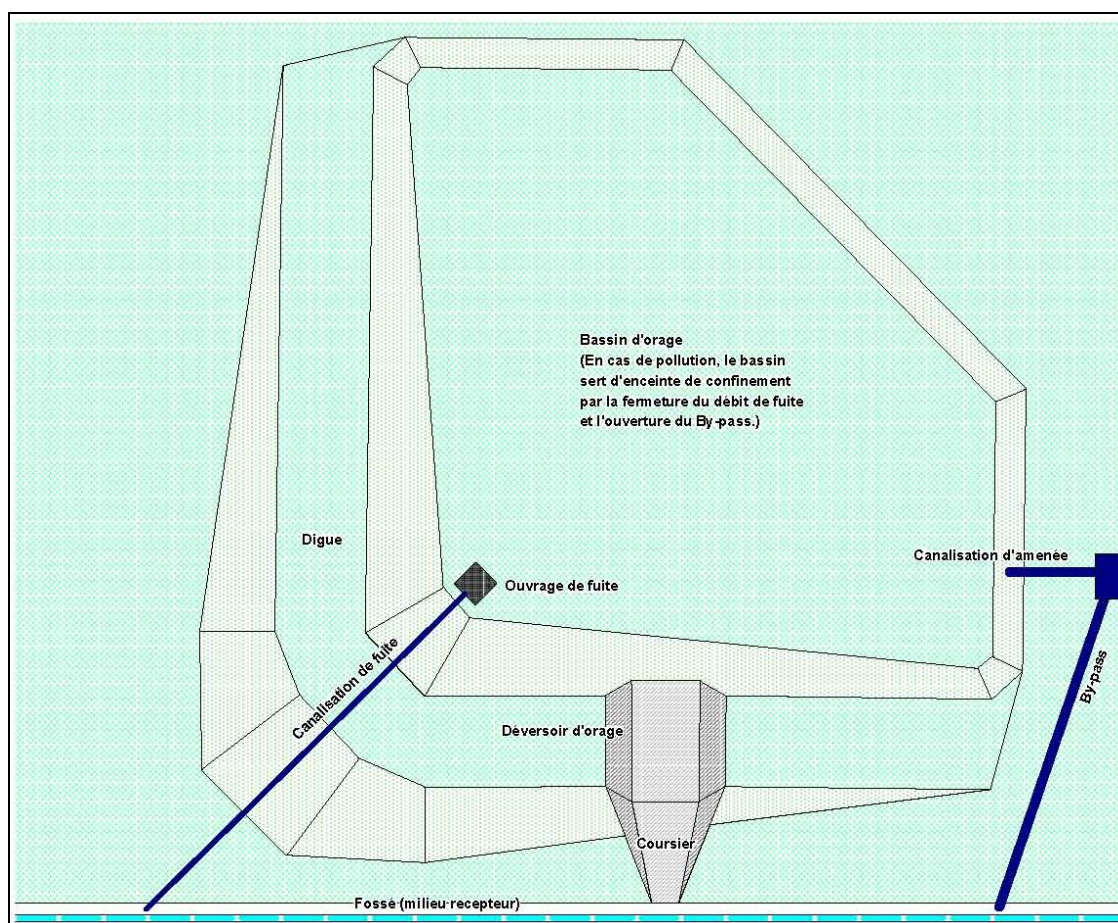 Bassin d'orage
(En cas de pollution, le bassin
sert d'enceinte de confinement
par la fermeture du débit de fuite
et l'ouverture du By-pass.)
Digue
Canalisation d'amenée
Ouvrage de fuite
Canalisation de fuite
By-pass
Déversoir d'orage
Coursier
Fossé (milieu recepteur)